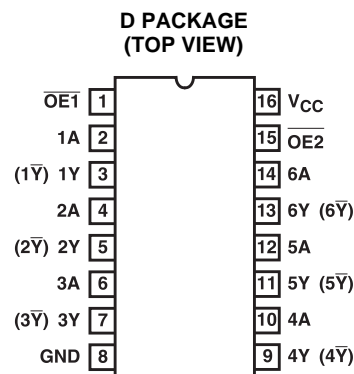 D PACKAGE
(TOP VIEW)
O̅E̅1̅ 1 16 VCC
1A 2 15 O̅E̅2̅
(1Y̅) 1Y 3 14 6A
2A 4 13 6Y (6Y̅)
(2Y̅) 2Y 5 12 5A
3A 6 11 5Y (5Y̅)
(3Y̅) 3Y 7 10 4A
GND 8 9 4Y (4Y̅)